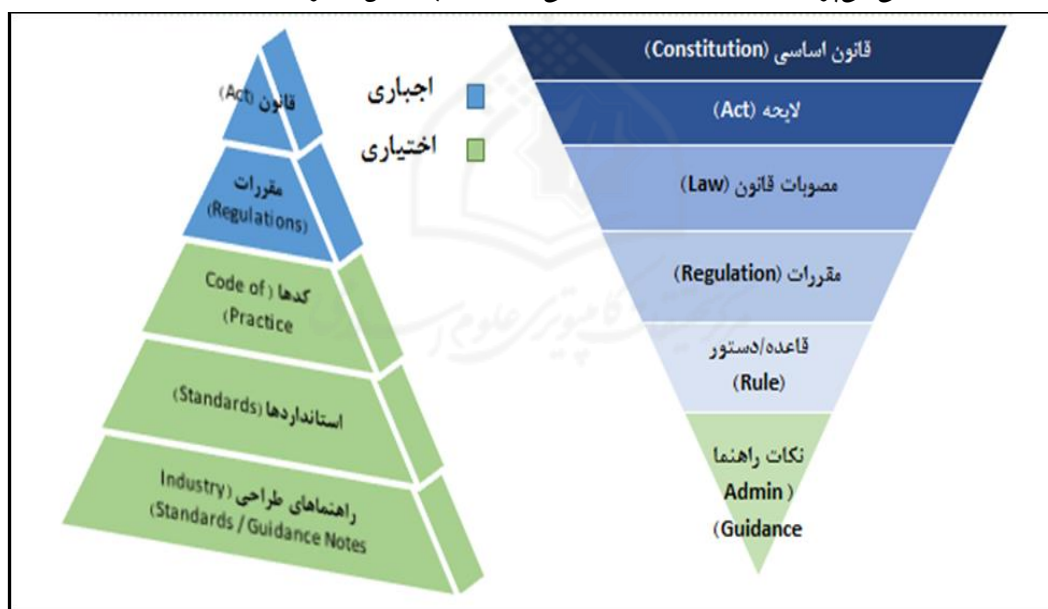 قانون (Act)
مقررات
(Regulations)
کدها (Code of
Practice)
استانداردها (Standards)
راهنماهای طراحی (Industry
Standards / Guidance Notes)
اجباری
اختیاری
قانون اساسی (Constitution)
لایحه (Act)
مصوبات قانون (Law)
مقررات (Regulation)
قاعده/دستور
(Rule)
نکات راهنما
(Admin
Guidance)